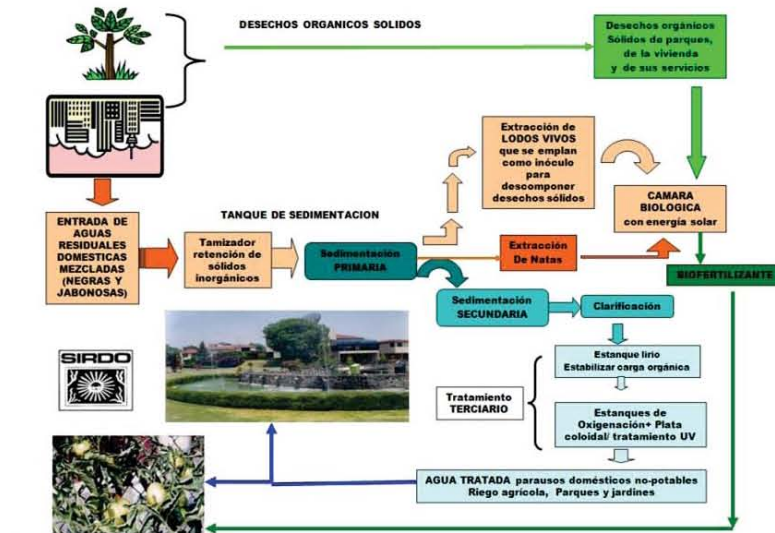 DESECHOS ORGANICOS SOLIDOS
Desechos orgánicos
Sólidos de parques,
de la vivienda
y de sus servicios
Extracción de
LODOS VIVOS
que se emplan
como inóculo
para
descomponer
desechos sólidos
CAMARA
BIOLOGICA
con energía solar
ENTRADA DE
AGUAS
RESIDUALES
DOMESTICAS
MEZCLADAS
(NEGRAS Y
JABONOSAS)
TANQUE DE SEDIMENTACION
Tamizador
retención de
sólidos
inorgánicos
Sedimentación
PRIMARIA
Extracción
De Natas
BIOFERTILIZANTE
Sedimentación
SECUNDARIA
Clarificación
SIRDO
Estanque lirio
Estabilizar carga orgánica
Tratamiento
TERCIARIO
Estanques de
Oxigenación+ Plata
coloidal/ tratamiento UV
AGUA TRATADA parausos domésticos no-potables
Riego agrícola, Parques y jardines